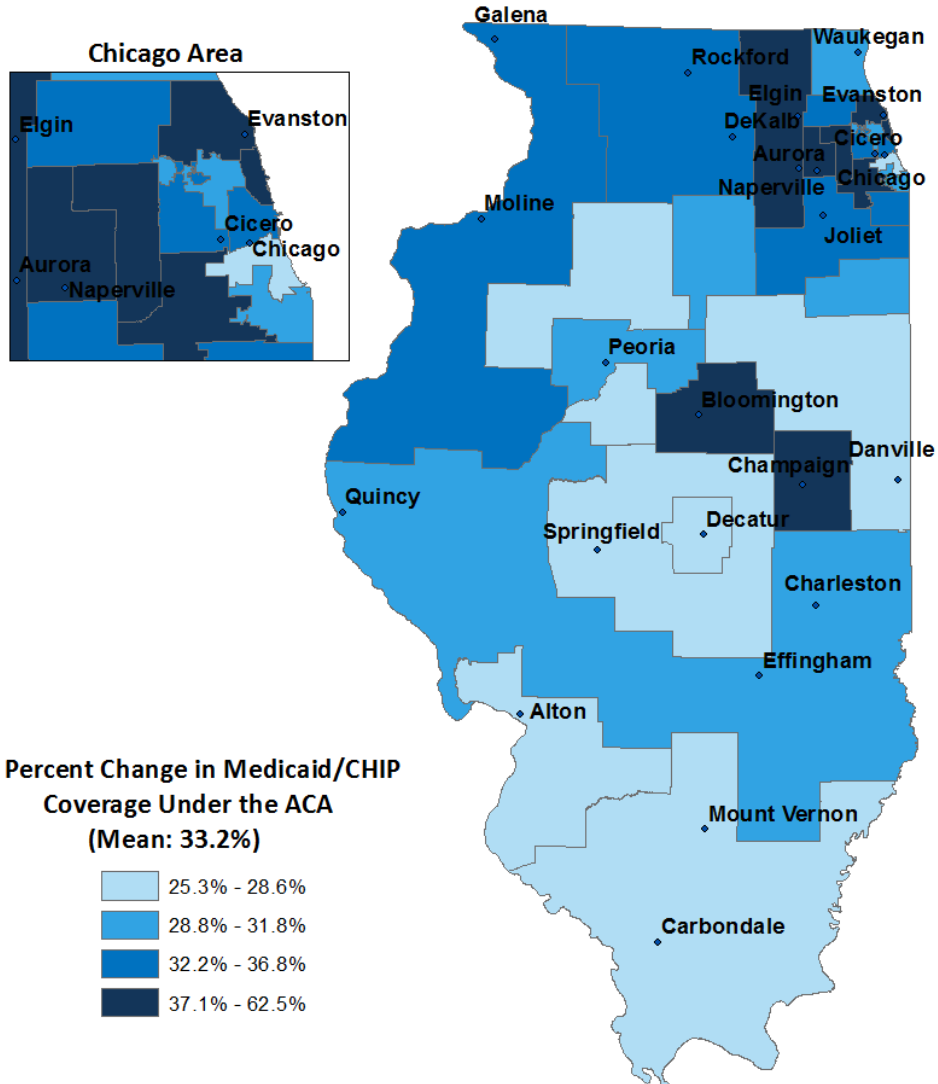 Galena
Chicago Area
Waukegan
Rockford
Elgin
Evanston
Elgin
Evanston
DeKalb
Cicero
Aurora
Chicago
Naperville
Moline
Cicero
Joliet
Chicago
Aurora
Naperville
Peoria
Bloomington
Danville
Champaign
Quincy
Decatur
Springfield
Charleston
Effingham
Alton
Percent Change in Medicaid/CHIP
Coverage Under the ACA
(Mean: 33.2%)
Mount Vernon
25.3% - 28.6%
28.8% - 31.8%
Carbondale
32.2% - 36.8%
37.1% - 62.5%